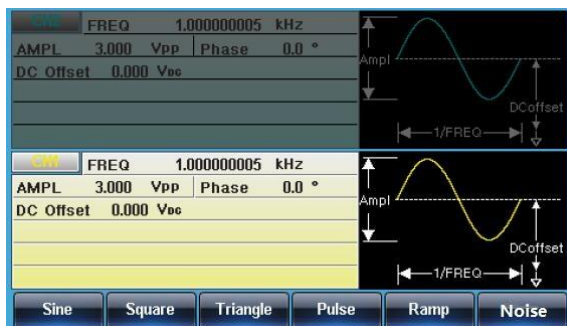 CH2 FREQ 1.000000005 kHz
AMPL 3.000 Vpp Phase 0.0 °
DC Offset 0.000 VDC
Ampl
DCoffset
1/FREQ
CH1 FREQ 1.000000005 kHz
AMPL 3.000 Vpp Phase 0.0 °
DC Offset 0.000 VDC
Ampl
DCoffset
1/FREQ
Sine Square Triangle Pulse Ramp Noise